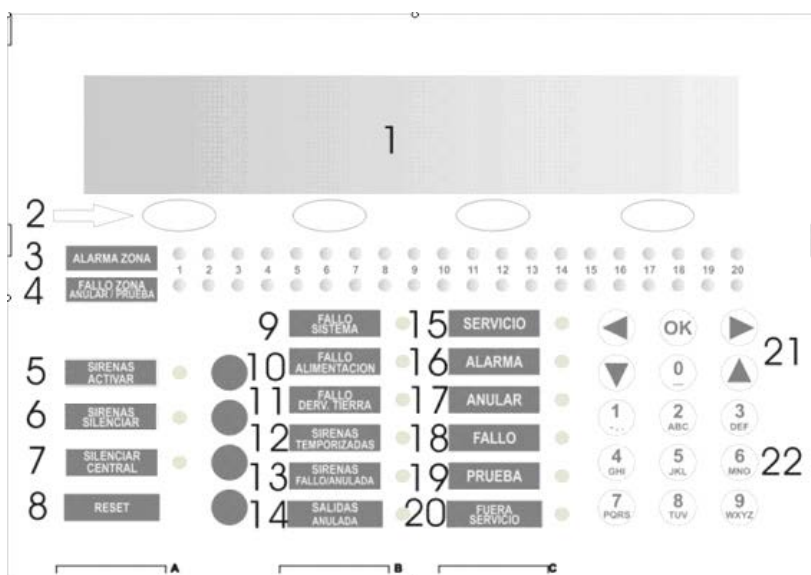 1
2
3 ALARMA ZONA
1 2 3 4 5 6 7 8 9 10 11 12 13 14 15 16 17 18 19 20
4 FALLO ZONA
ANULAR / PRUEBA
5 SIRENAS
ACTIVAR
6 SIRENAS
SILENCIAR
7 SILENCIAR
CENTRAL
8 RESET
9 FALLO
SISTEMA
10 FALLO
ALIMENTACION
11 FALLO
DERV. TIERRA
12 SIRENAS
TEMPORIZADAS
13 SIRENAS
FALLO/ANULADA
14 SALIDAS
ANULADA
15 SERVICIO
16 ALARMA
17 ANULAR
18 FALLO
19 PRUEBA
20 FUERA
SERVICIO
OK
21
0
_
1 2 3
-,. ABC DEF
4 5 6
GHI JKL MNO
22
7 8 9
PQRS TUV WXYZ
A B C